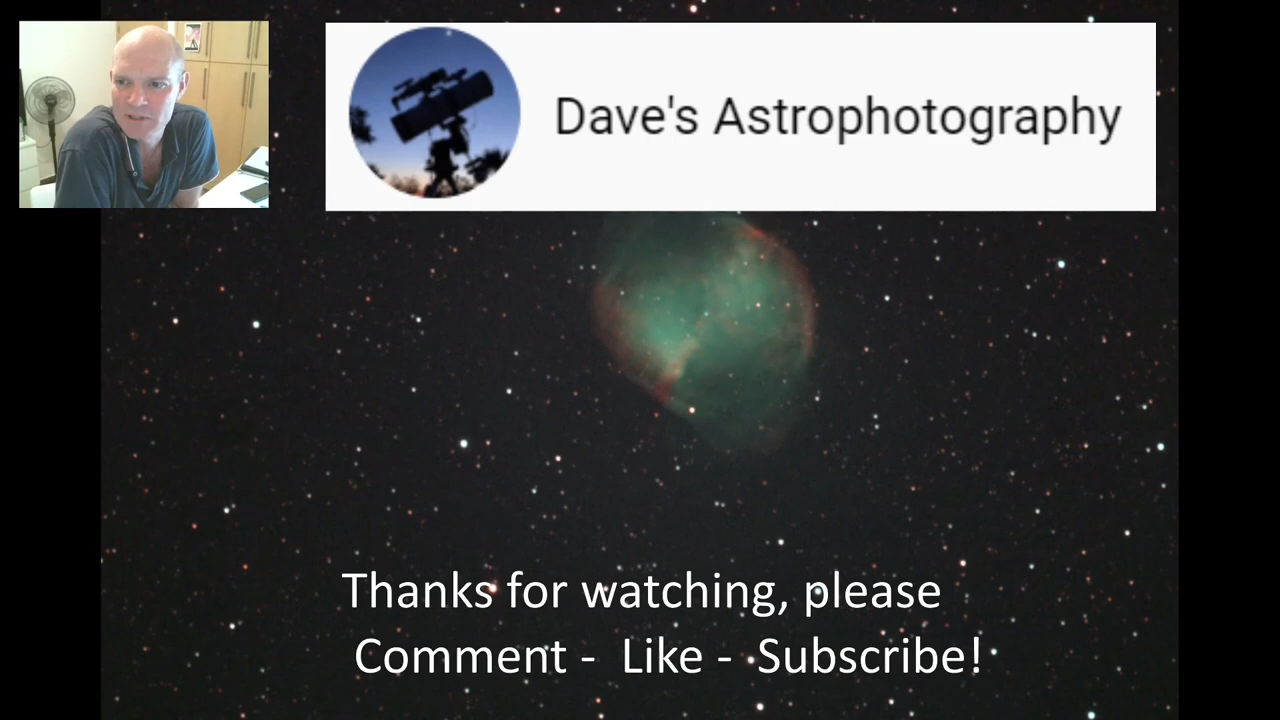 Dave's Astrophotography
Thanks for watching, please
Comment - Like - Subscribe!